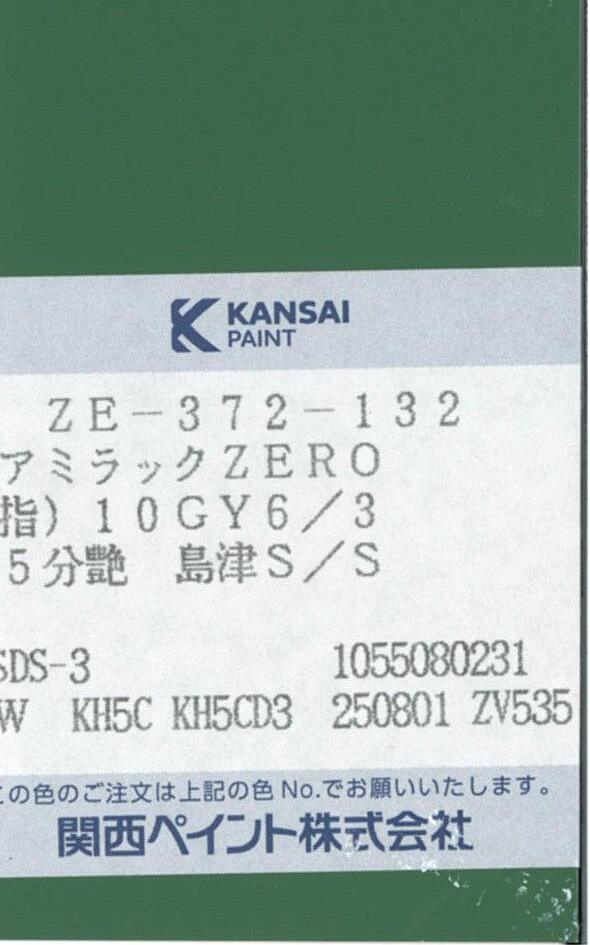 KANSAI
PAINT
ZE-372-132
アミラックZERO
指）10GY6／3
5分艶　島津S／S
SDS-3 1055080231
W KH5C KH5CD3 250801 ZV535
この色のご注文は上記の色 No.でお願いいたします。
関西ペイント株式会社